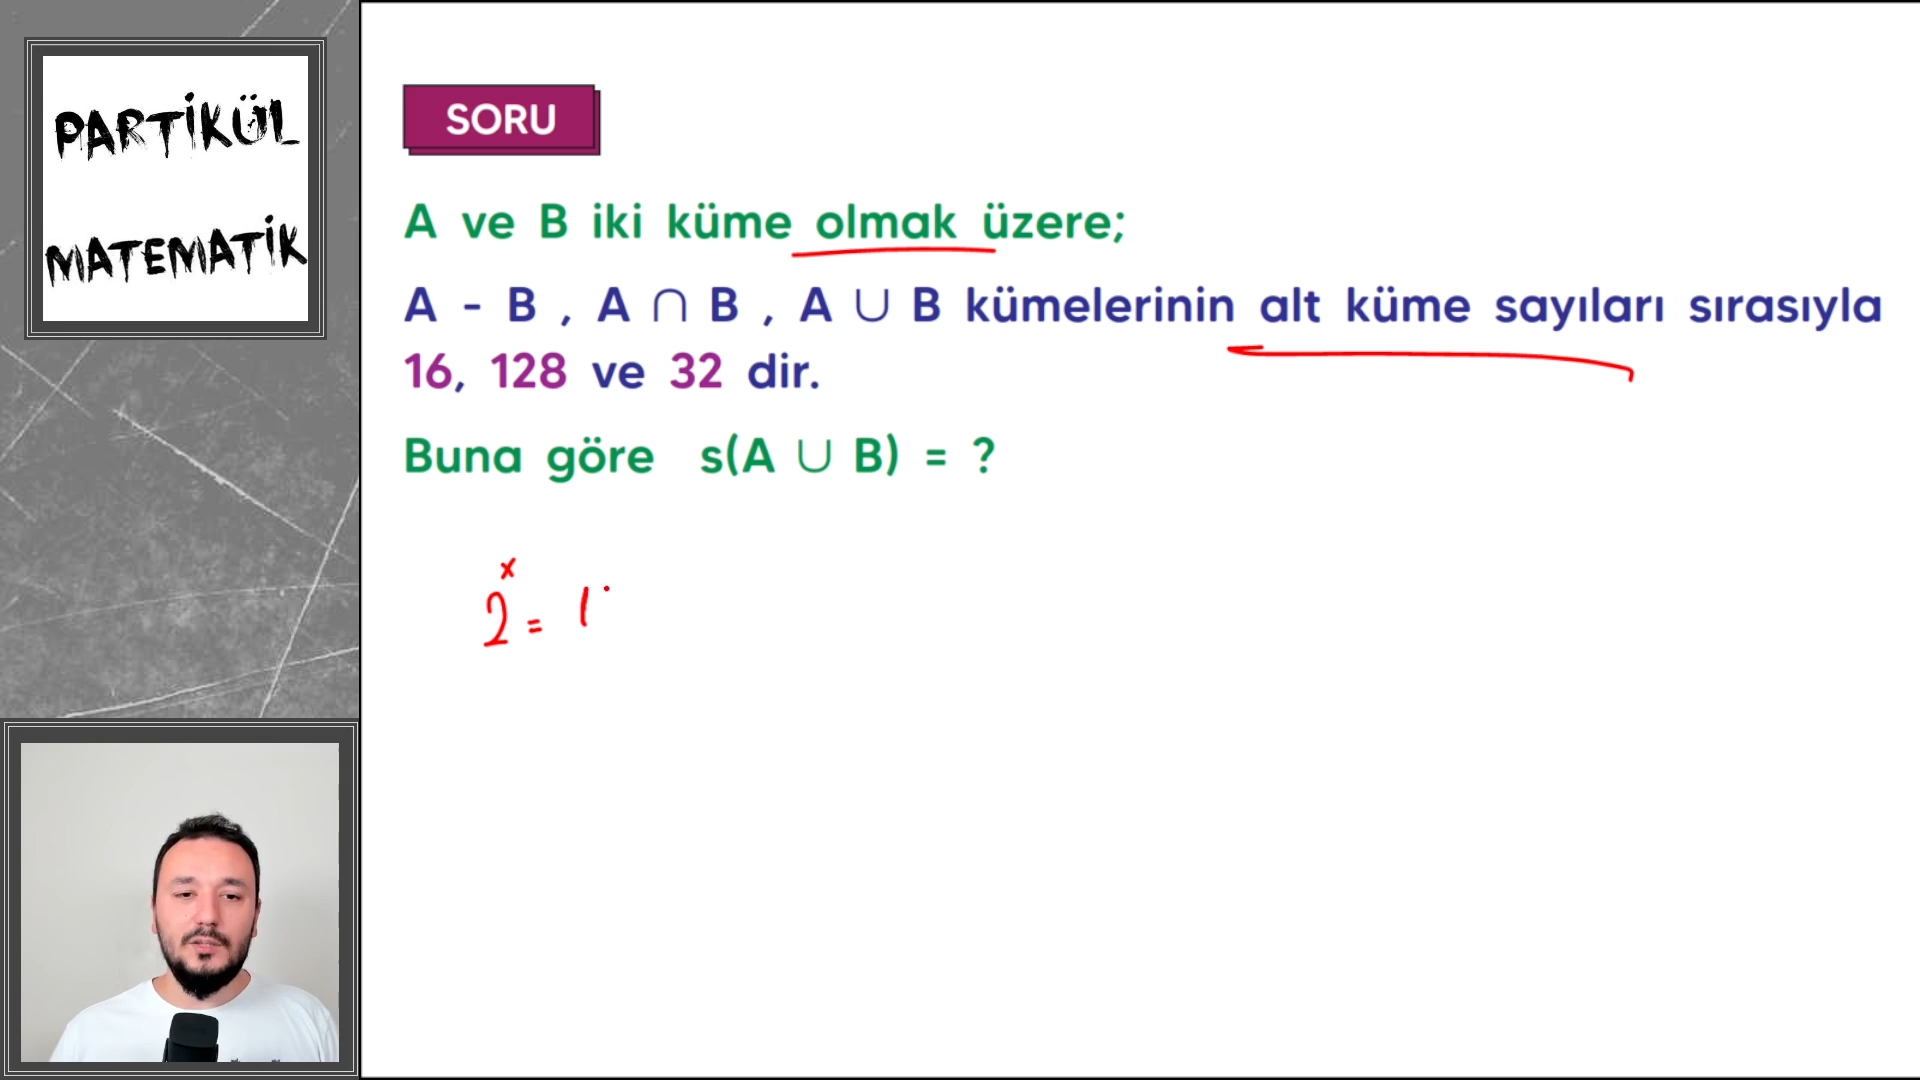 PARTİKÜL
MATEMATİK
SORU
A ve B iki küme olmak üzere;
A - B , A ∩ B , A ∪ B kümelerinin alt küme sayıları sırasıyla
16, 128 ve 32 dir.
Buna göre s(A ∪ B) = ?
2ˣ = 1